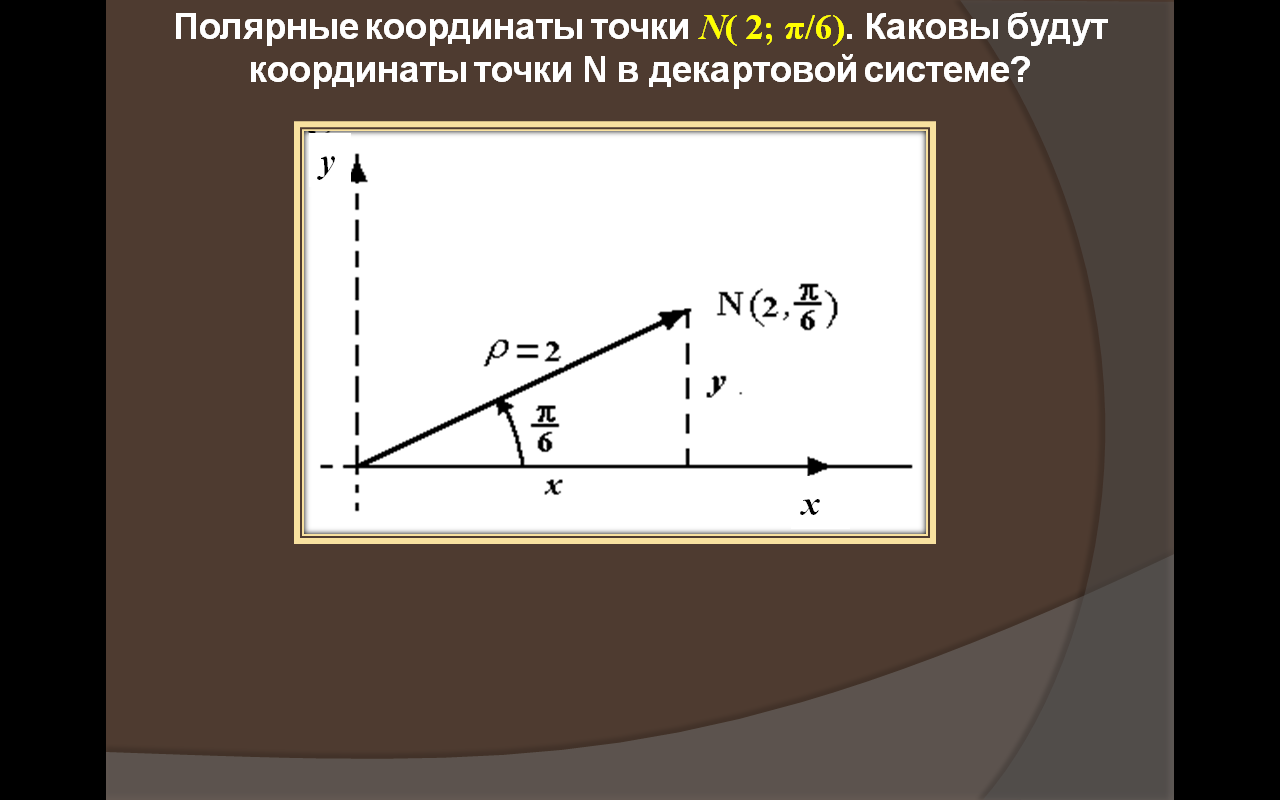 Полярные координаты точки N( 2; π/6). Каковы будут
координаты точки N в декартовой системе?
y
N(2,π/6)
ρ=2
y
π/6
x
x